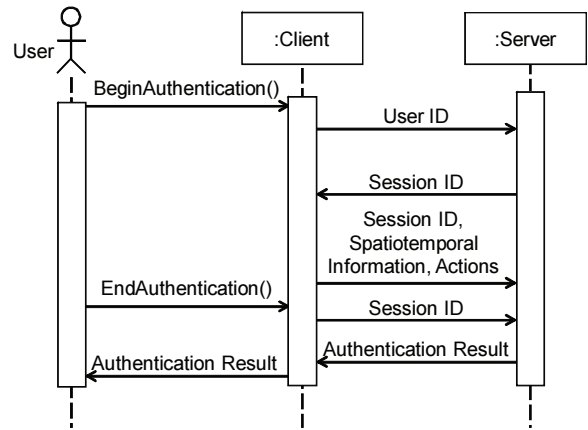 User
:Client
:Server
BeginAuthentication()
User ID
Session ID
Session ID,
Spatiotemporal
Information, Actions
EndAuthentication()
Session ID
Authentication Result
Authentication Result